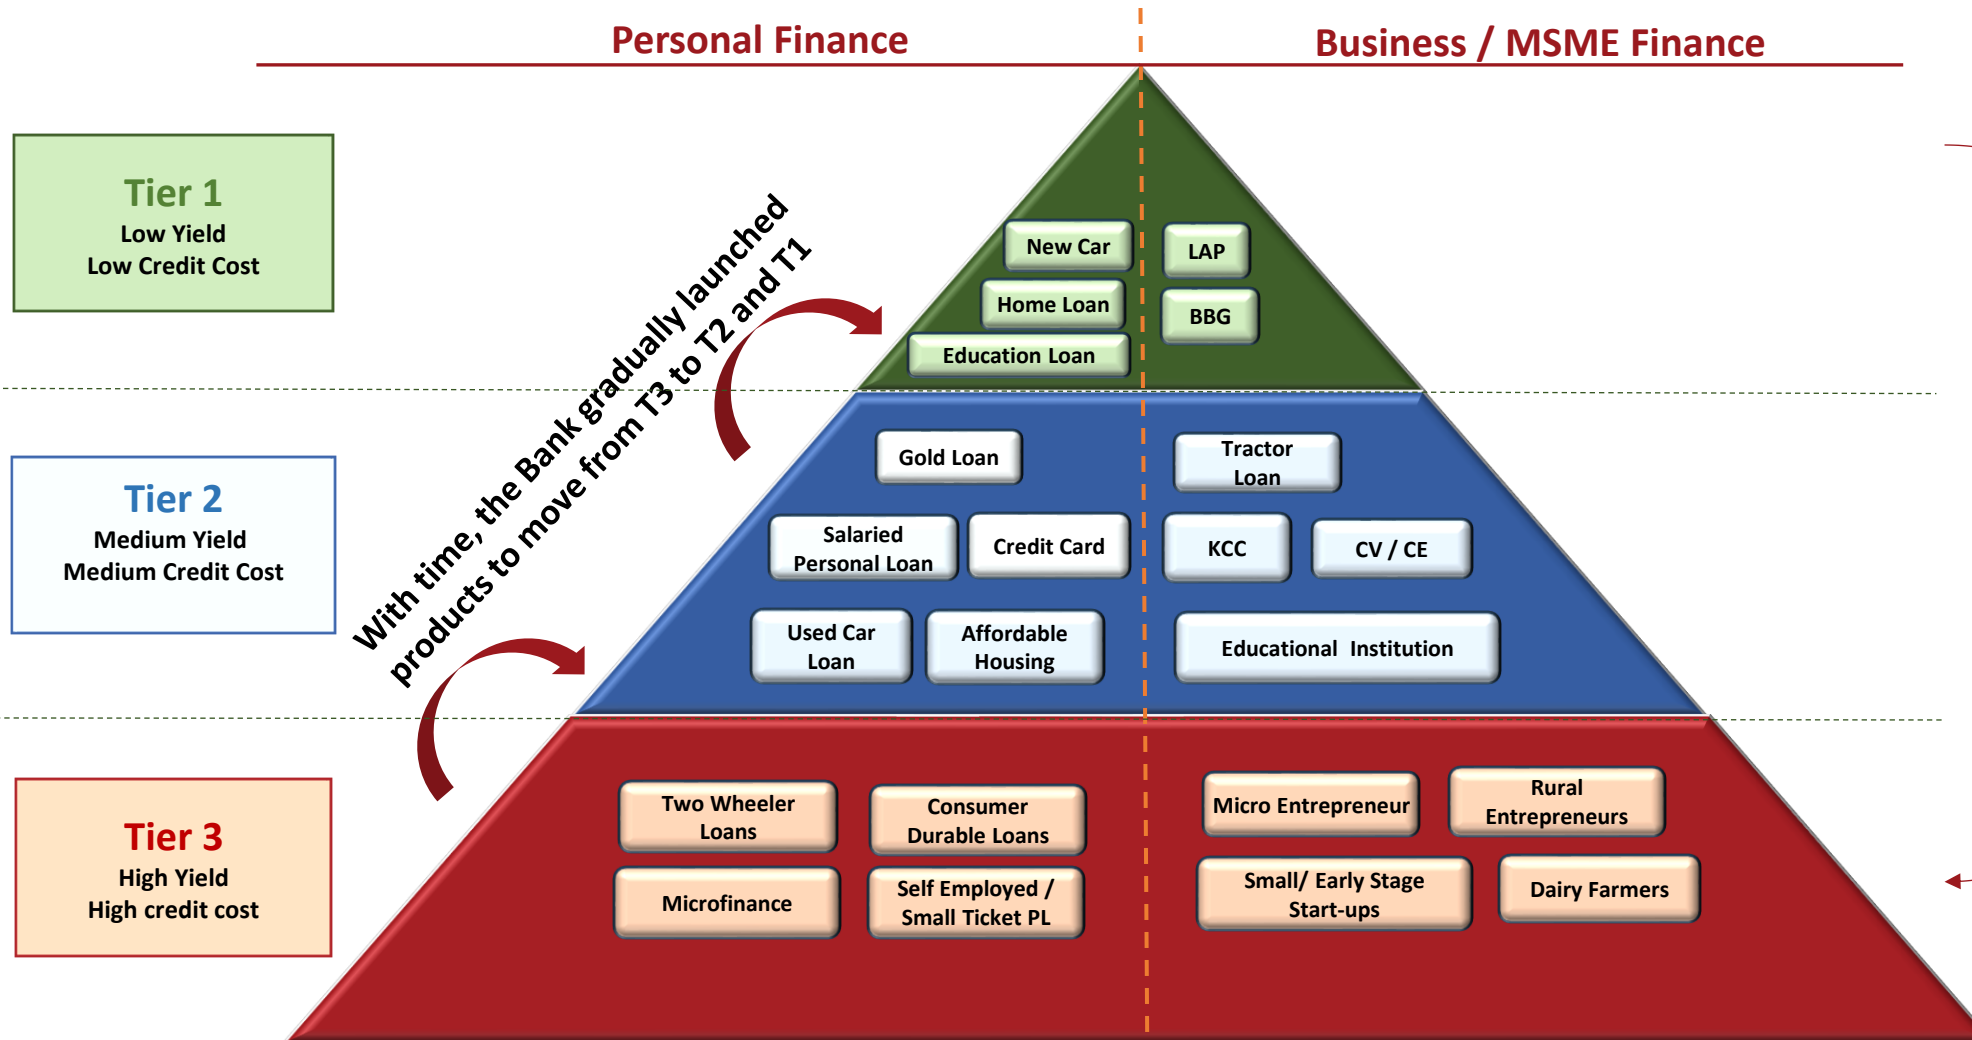 Personal Finance
Business / MSME Finance
Tier 1
Low Yield
Low Credit Cost
With time, the Bank gradually launched
products to move from T3 to T2 and T1
New Car
Home Loan
Education Loan
LAP
BBG
Tier 2
Medium Yield
Medium Credit Cost
Gold Loan
Salaried
Personal Loan
Credit Card
Used Car
Loan
Affordable
Housing
Tractor
Loan
KCC
CV / CE
Educational Institution
Tier 3
High Yield
High credit cost
Two Wheeler
Loans
Consumer
Durable Loans
Microfinance
Self Employed /
Small Ticket PL
Micro Entrepreneur
Rural
Entrepreneurs
Small/ Early Stage
Start-ups
Dairy Farmers